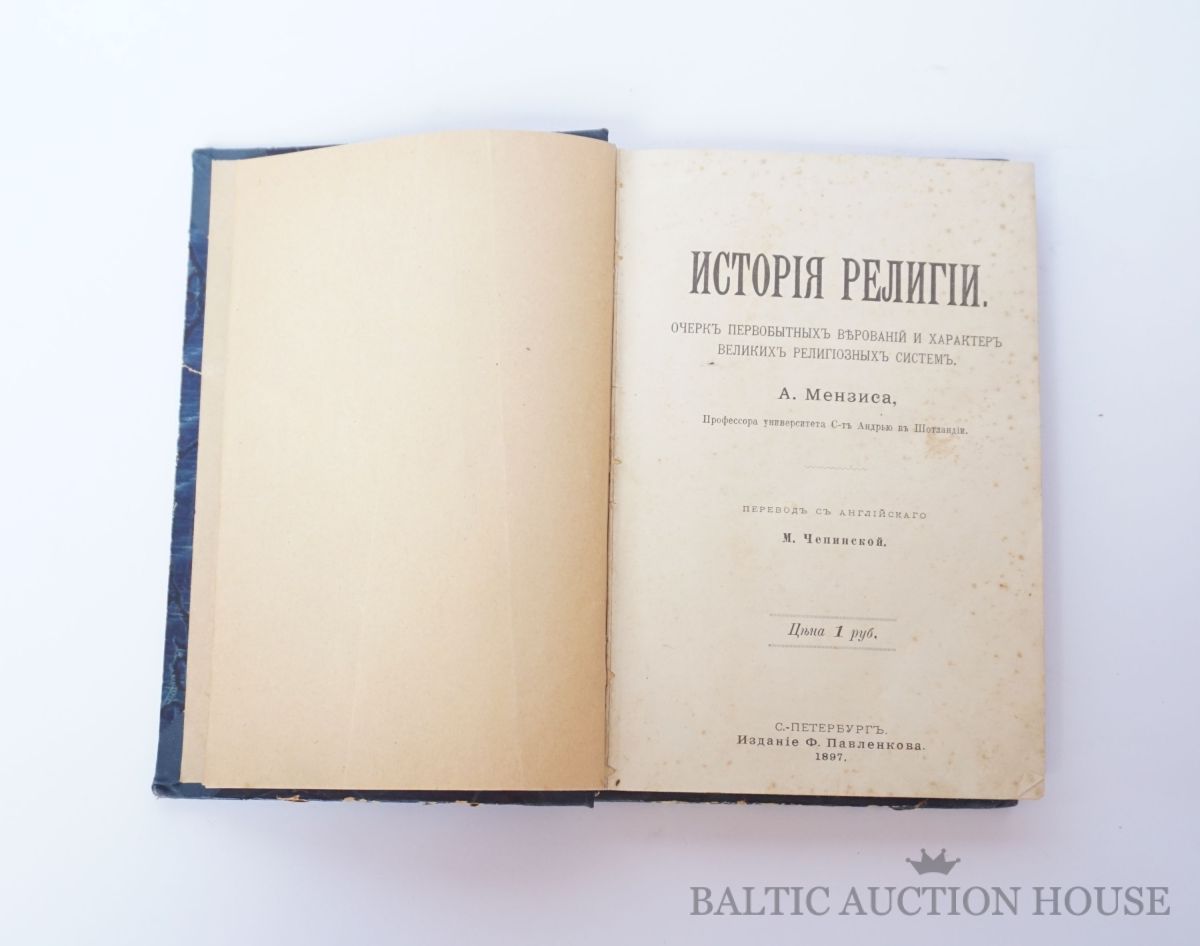 ИСТОРІЯ РЕЛИГІИ.
ОЧЕРКЪ ПЕРВОБЫТНЫХЪ ВѢРОВАНІЙ И ХАРАКТЕРЪ
ВЕЛИКИХЪ РЕЛИГІОЗНЫХЪ СИСТЕМЪ.
А. Мензиса,
Профессора университета С-тъ Андрью въ Шотландіи.
ПЕРЕВОДЪ СЪ АНГЛІЙСКАГО
М. Чепинской.
Цѣна 1 руб.
С.-ПЕТЕРБУРГЪ.
Изданіе Ф. Павленкова.
1897.
BALTIC AUCTION HOUSE